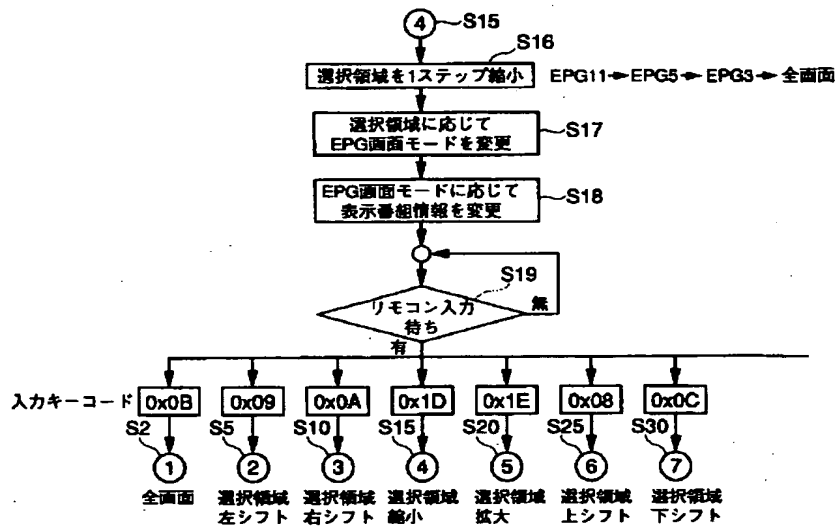 4 S15
S16
選択領域を1ステップ縮小 EPG11→EPG5→EPG3→全画面
選択領域に応じて
EPG画面モードを変更
S17
EPG画面モードに応じて
表示番組情報を変更
S18
S19
リモコン入力
待ち
無
有
入力キーコード 0x0B 0x09 0x0A 0x1D 0x1E 0x08 0x0C
S2 S5 S10 S15 S20 S25 S30
1 2 3 4 5 6 7
全画面 選択領域 選択領域 選択領域 選択領域 選択領域 選択領域
左シフト 右シフト 縮小 拡大 上シフト 下シフト